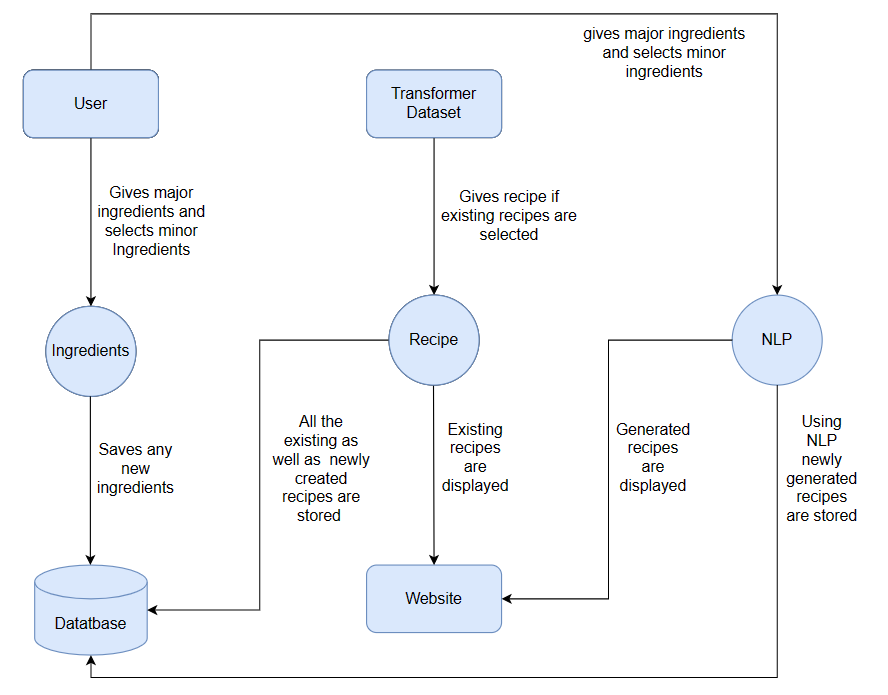 gives major ingredients
and selects minor
ingredients
User
Transformer
Dataset
Gives major
ingredients and
selects minor
Ingredients
Gives recipe if
existing recipes are
selected
Ingredients
Recipe
NLP
Saves any
new
ingredients
All the
existing as
well as newly
created
recipes are
stored
Existing
recipes
are
displayed
Generated
recipes
are
displayed
Using
NLP
newly
generated
recipes
are stored
Datatbase
Website